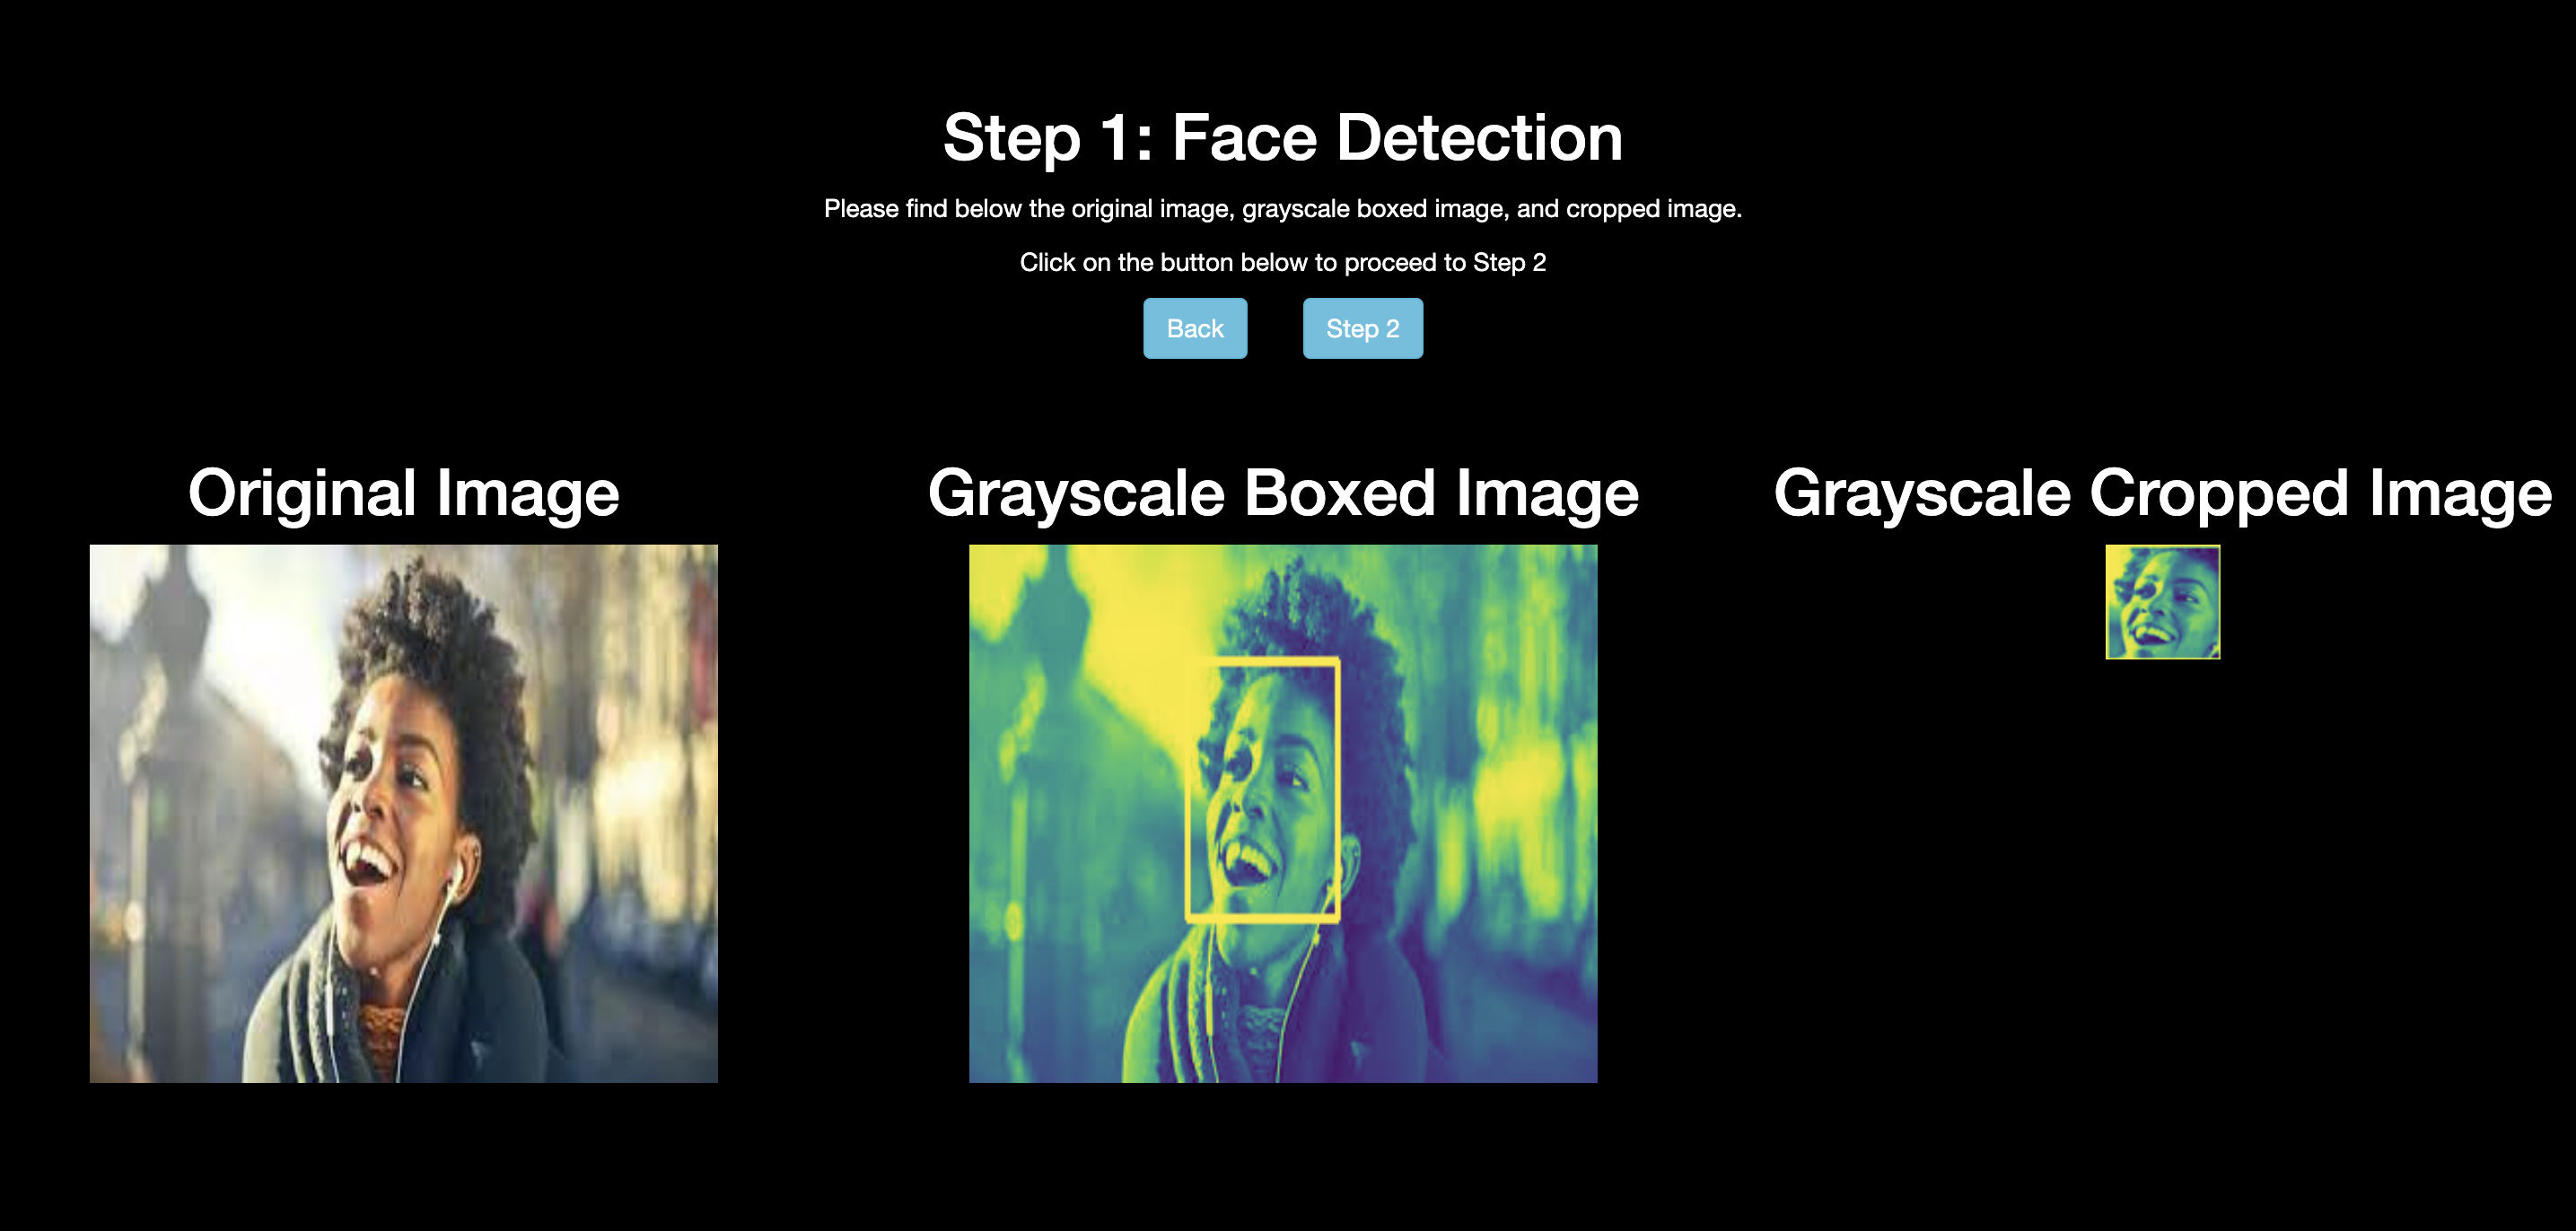 Step 1: Face Detection
Please find below the original image, grayscale boxed image, and cropped image.
Click on the button below to proceed to Step 2
Back
Step 2
Original Image
Grayscale Boxed Image
Grayscale Cropped Image